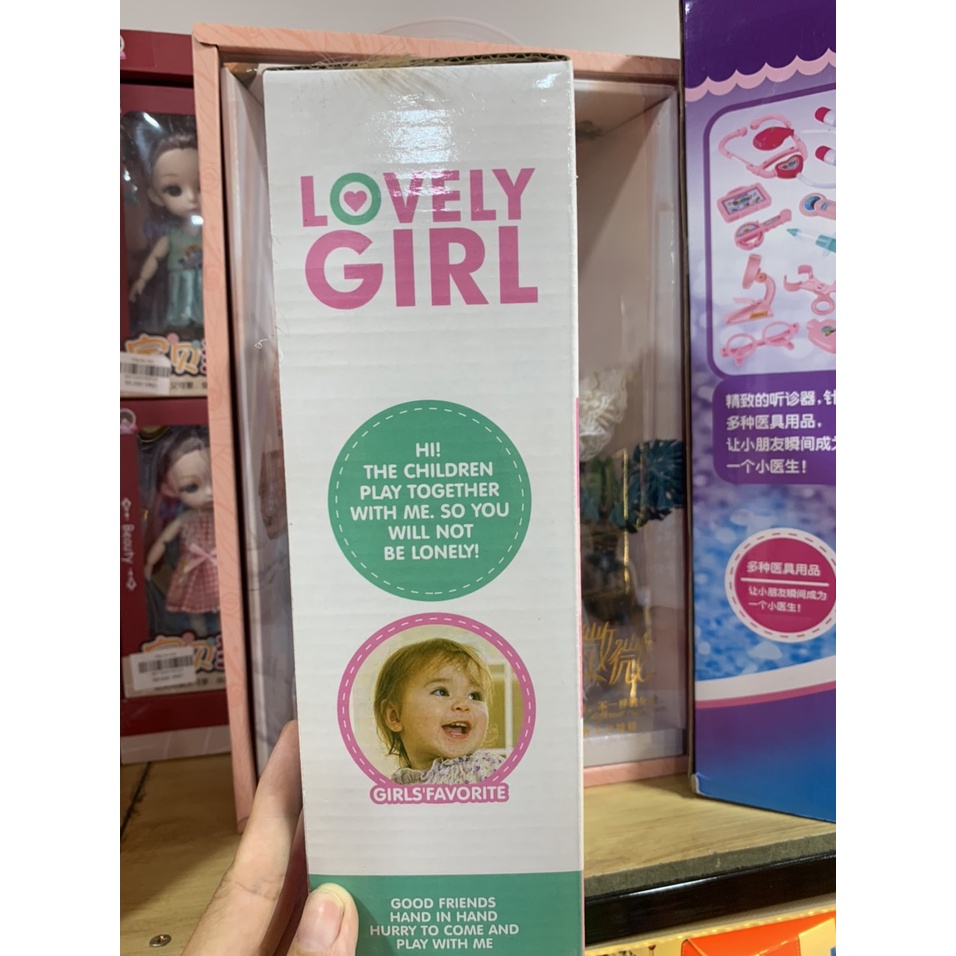 LOVELY
GIRL
HI!
THE CHILDREN
PLAY TOGETHER
WITH ME. SO YOU
WILL NOT
BE LONELY!
GIRLS'FAVORITE
GOOD FRIENDS
HAND IN HAND
HURRY TO COME AND
PLAY WITH ME
Beauty
精致的听诊器,针
多种医具用品,
让小朋友瞬间成为
一个小医生!
多种医具用品
让小朋友瞬间成为
一个小医生!